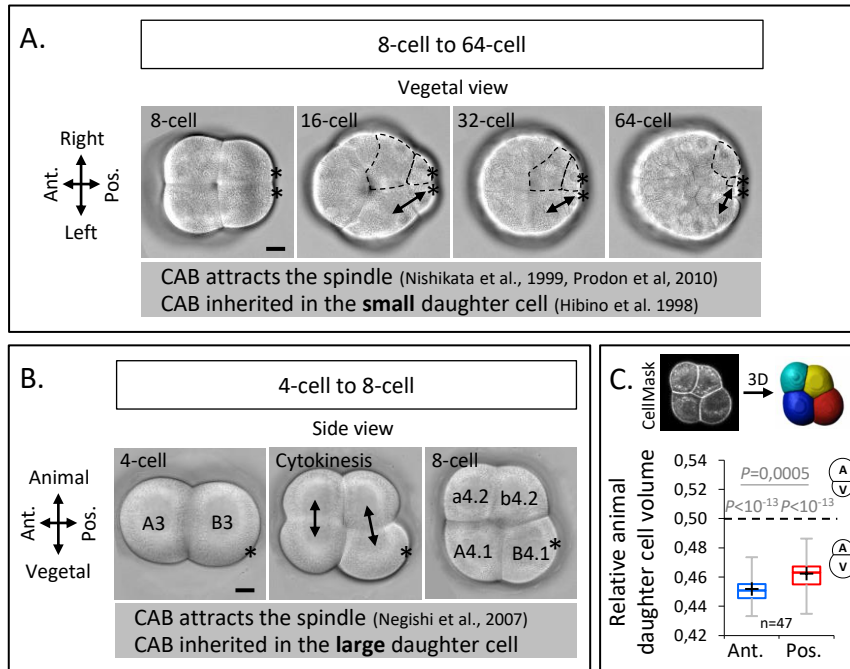 A.
8-cell to 64-cell
Vegetal view
8-cell
16-cell
32-cell
64-cell
Right
Ant.
Pos.
Left
*
*
*
*
*
*
*
*
CAB attracts the spindle (Nishikata et al., 1999, Prodon et al, 2010)
CAB inherited in the small daughter cell (Hibino et al. 1998)
B.
4-cell to 8-cell
Side view
4-cell
Cytokinesis
8-cell
Animal
Ant.
Pos.
Vegetal
A3
B3
*
*
a4.2
b4.2
A4.1
B4.1
*
CAB attracts the spindle (Negishi et al., 2007)
CAB inherited in the large daughter cell
C.
CellMask
3D
Relative animal
daughter cell volume
0,54
0,52
0,50
0,48
0,46
0,44
0,42
P=0,0005
P<10-13 P<10-13
A
V
A
V
n=47
Ant.
Pos.